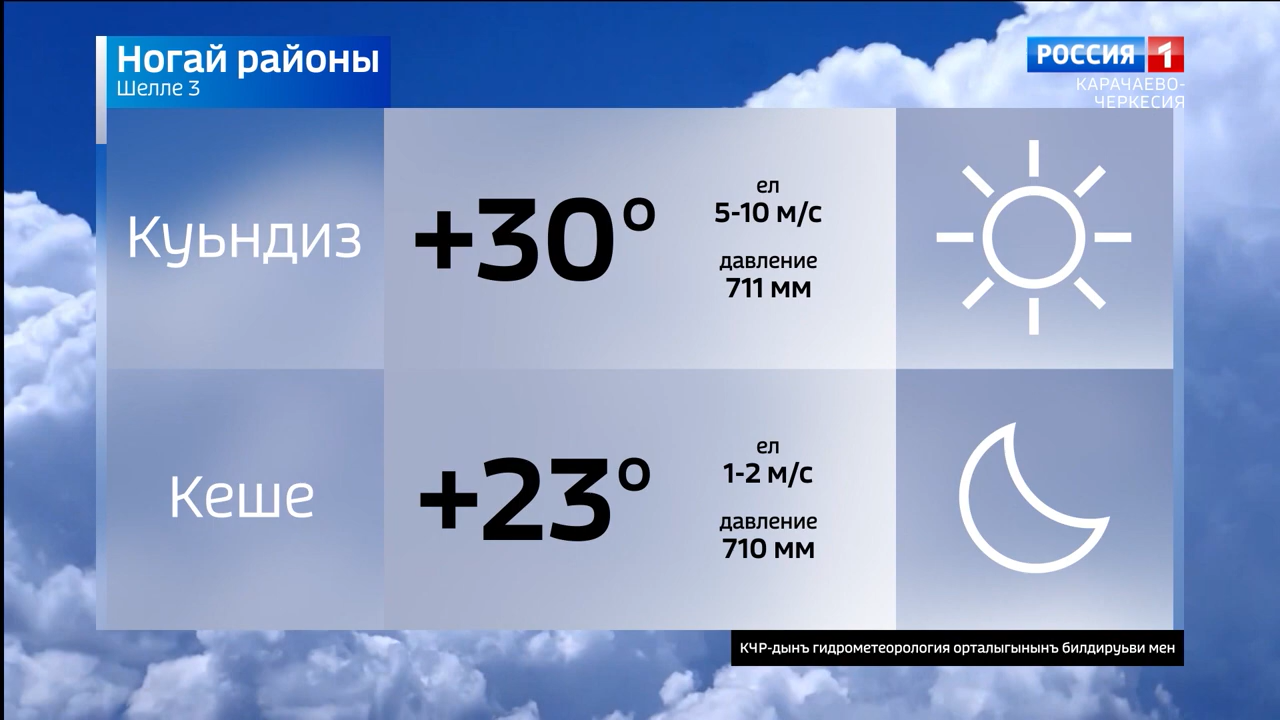 Ногай районы
Шелле 3
РОССИЯ 1
КАРАЧАЕВО-
ЧЕРКЕСИЯ
Куьндиз
+30°
ел
5-10 м/с
давление
711 мм
Кеше
+23°
ел
1-2 м/с
давление
710 мм
КЧР-дынъ гидрометеорология орталыгынынъ билдируьви мен